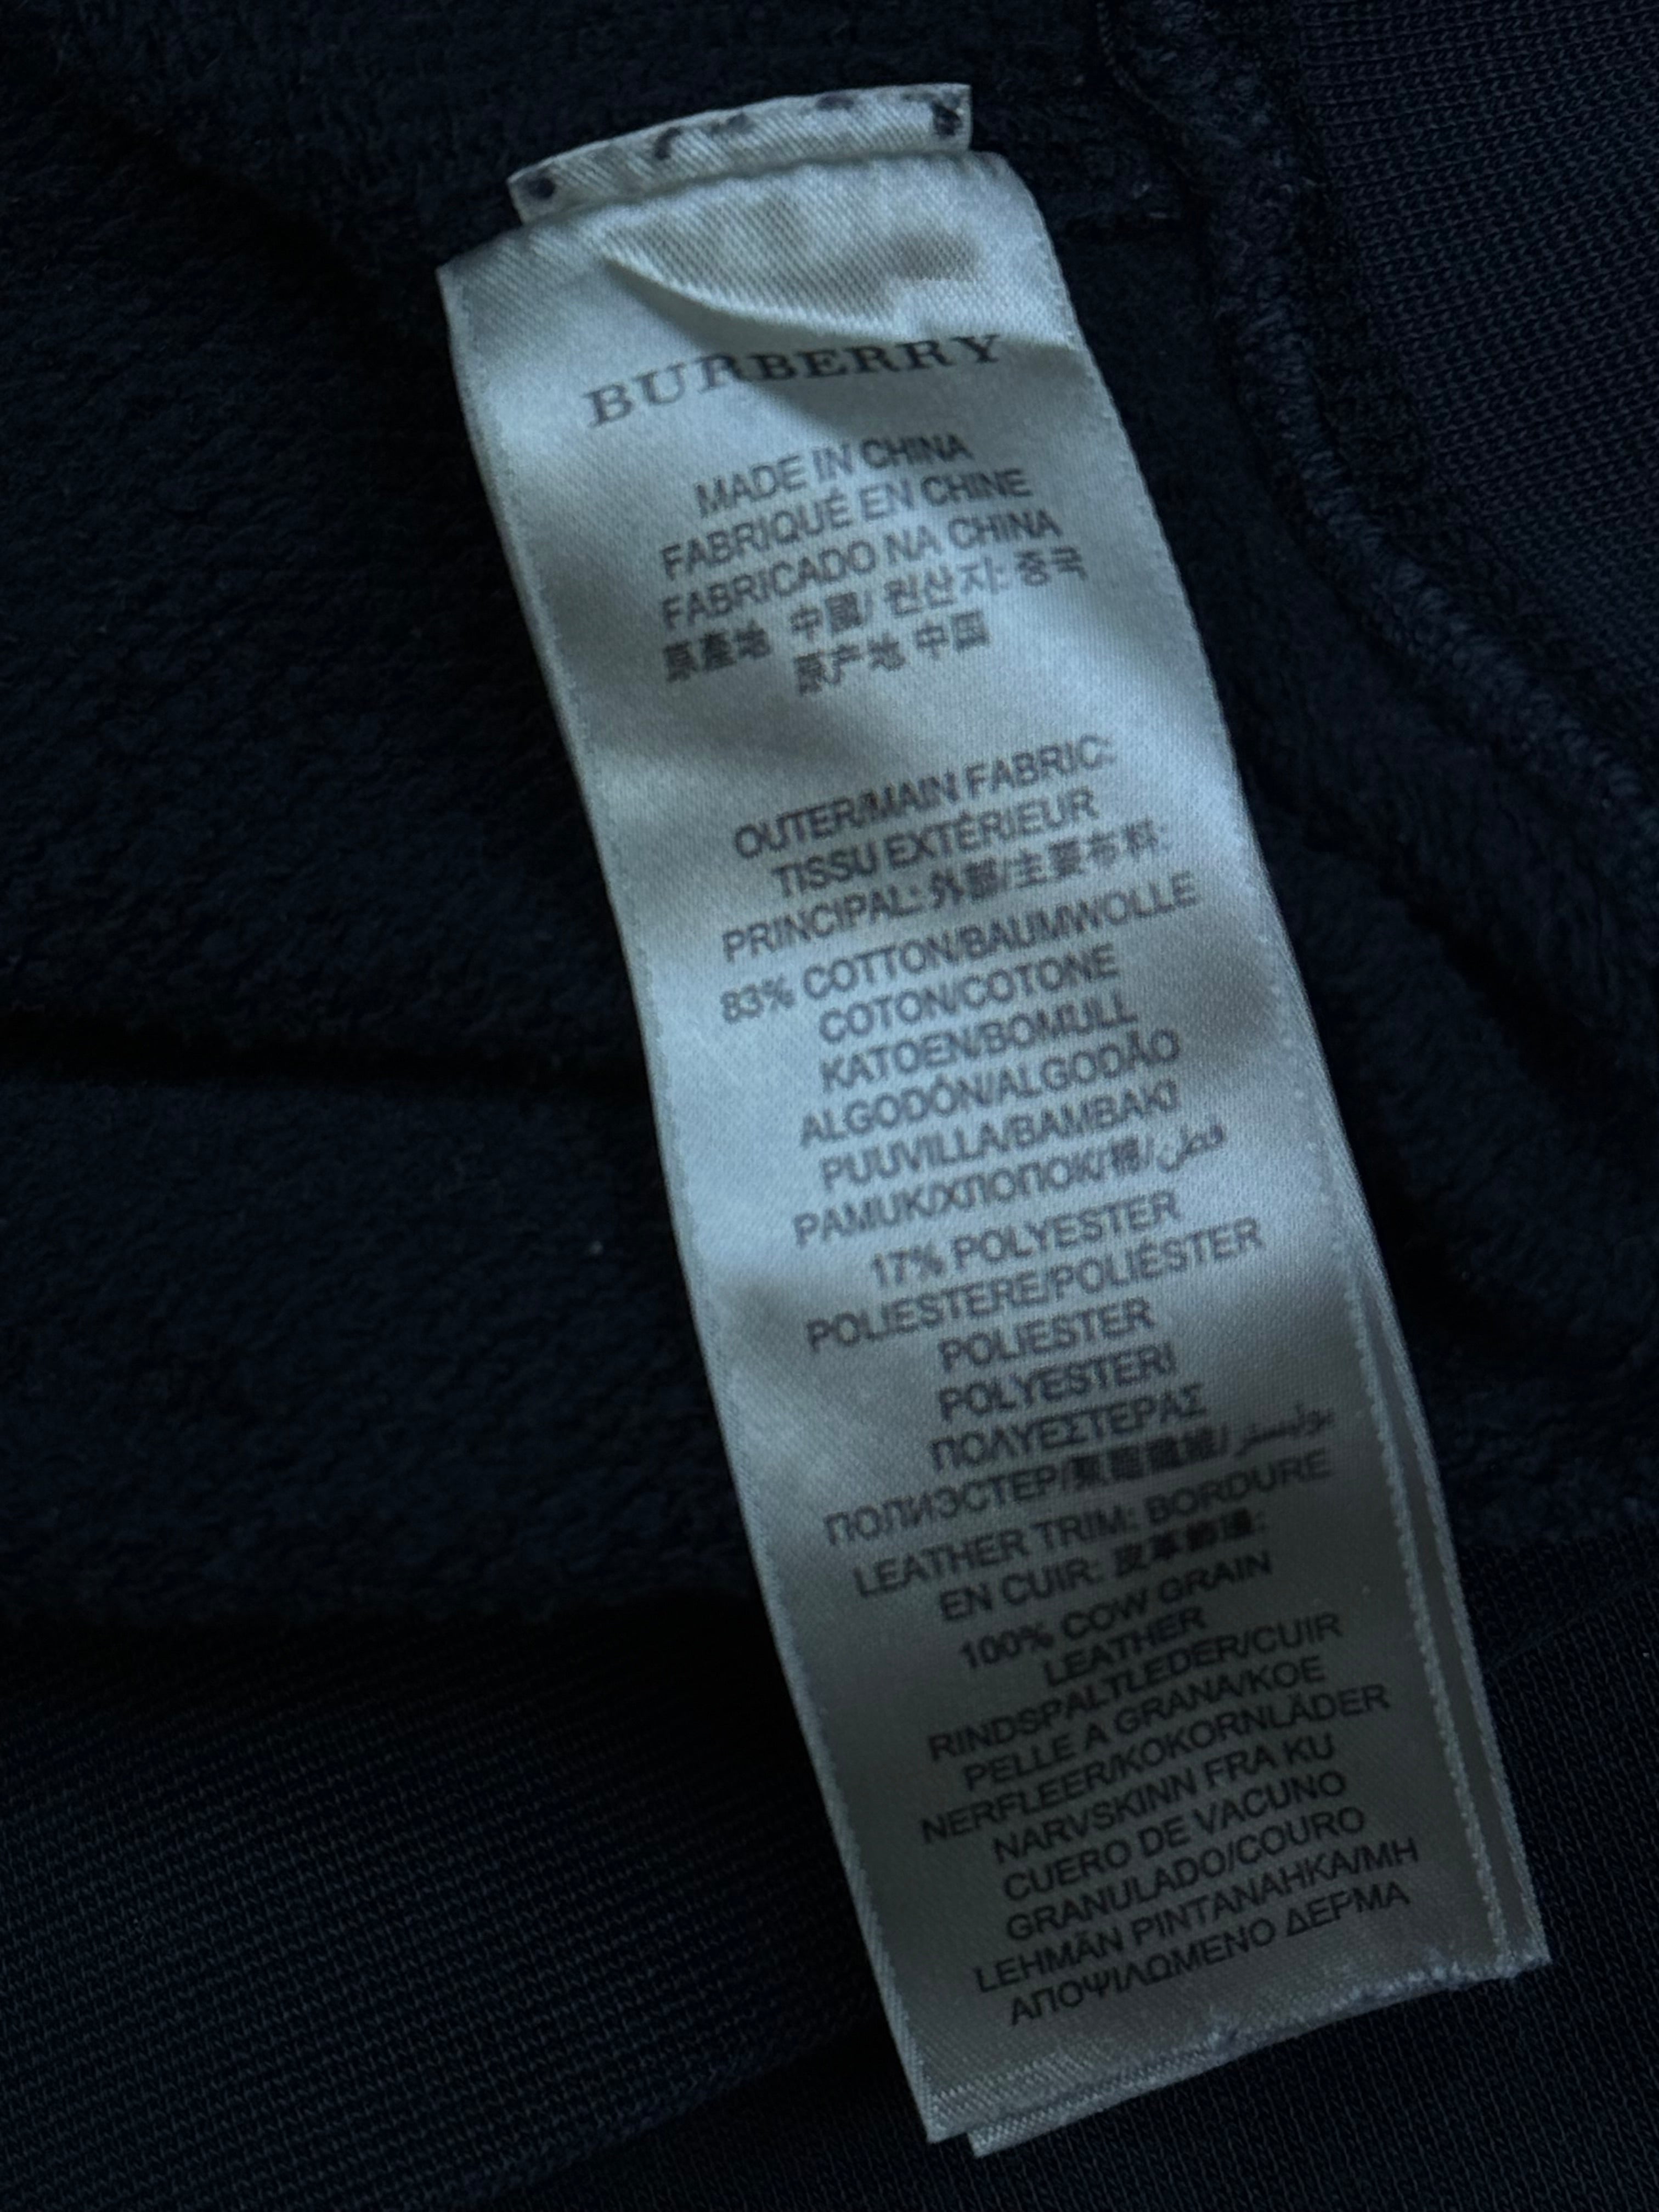 BURBERRY
MADE IN CHINA
FABRIQUÉ EN CHINE
FABRICADO NA CHINA
原產地 中國/ 원산지: 중국
原产地 中国
OUTER/MAIN FABRIC:
TISSU EXTÉRIEUR
PRINCIPAL: 外部/主要布料:
83% COTTON/BAUMWOLLE
COTON/COTONE
KATOEN/BOMULL
ALGODÓN/ALGODÃO
PUUVILLA/BAMBAKI
PAMUK/ХПОПОК/棉/قطن
17% POLYESTER
POLIESTERE/POLIÉSTER
POLIESTER
POLYESTERI
ΠΟΛΥΕΣΤΕΡΑΣ
ПОЛИЭСТЕР/聚酯纖維/بوليستر
LEATHER TRIM: BORDURE
EN CUIR: 皮革飾邊:
100% COW GRAIN
LEATHER
RINDSPALTLEDER/CUIR
PELLE A GRANA/KOE
NERFLEER/KOKORNLÄDER
NARVSKINN FRA KU
CUERO DE VACUNO
GRANULADO/COURO
LEHMÄN PINTANAHKA/MH
ΑΠΟΨΙΛΩΜΕΝΟ ΔΕΡΜΑ